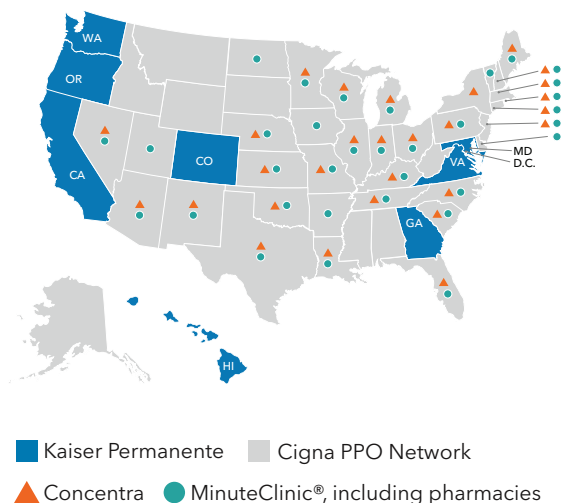 WA
OR
CA
CO
MD
VA
D.C.
GA
HI
Kaiser Permanente
Cigna PPO Network
Concentra
MinuteClinic®, including pharmacies